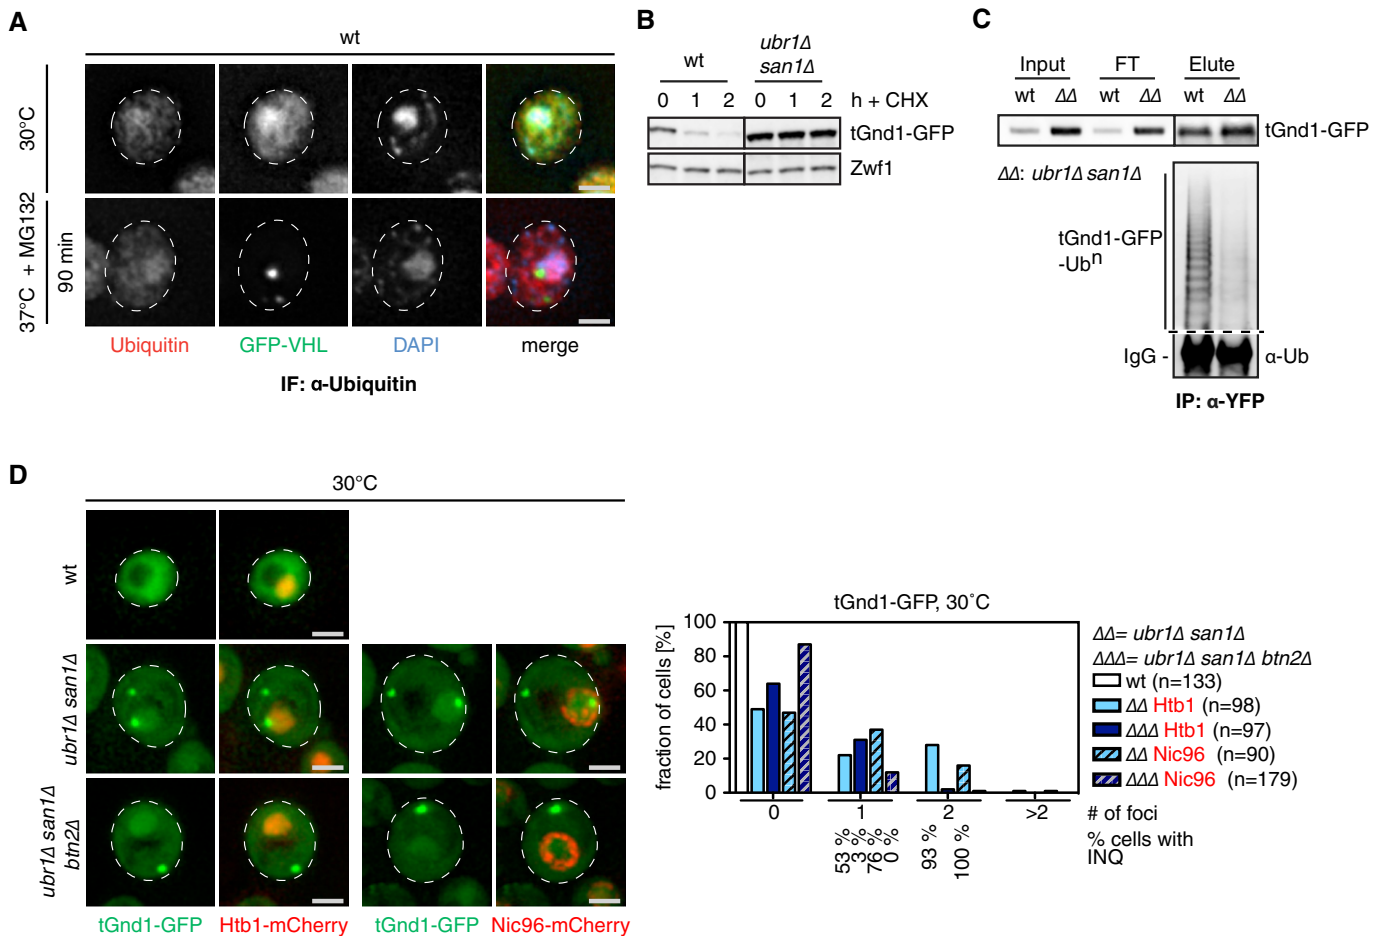 A
wt
30°C
37°C + MG132
90 min
Ubiquitin
GFP-VHL
DAPI
merge
IF: α-Ubiquitin
B
wt
ubr1Δ
san1Δ
0 1 2 0 1 2 h + CHX
tGnd1-GFP
Zwf1
C
Input FT Elute
wt ΔΔ wt ΔΔ wt ΔΔ
tGnd1-GFP
ΔΔ: ubr1Δ san1Δ
tGnd1-GFP
-Ubn
IgG -
α-Ub
IP: α-YFP
D
30°C
wt
ubr1Δ san1Δ
ubr1Δ san1Δ
btn2Δ
tGnd1-GFP
Htb1-mCherry
tGnd1-GFP
Nic96-mCherry
tGnd1-GFP, 30˚C
fraction of cells [%]
100
80
60
40
20
0
0 1 2 >2
# of foci
53 %
3 %
76 %
0 %
93 %
100 %
% cells with
INQ
ΔΔ= ubr1Δ san1Δ
ΔΔΔ= ubr1Δ san1Δ btn2Δ
wt (n=133)
ΔΔ Htb1 (n=98)
ΔΔΔ Htb1 (n=97)
ΔΔ Nic96 (n=90)
ΔΔΔ Nic96 (n=179)